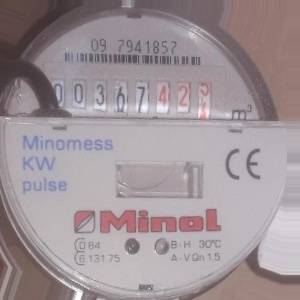 09 7941857
0036742
m³
Minomess
KW
pulse
CE
Minol
84 B-H 30°C
6 131.75 A-V Qn 1.5